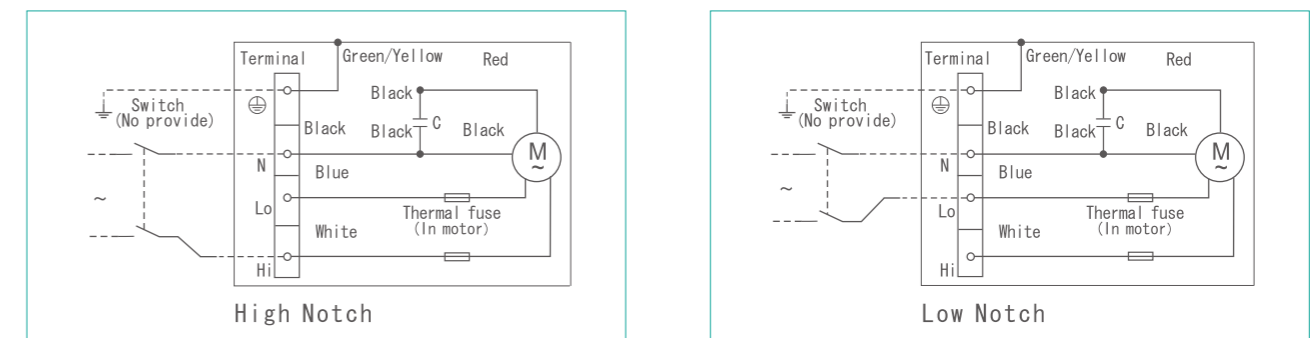 Terminal
Green/Yellow
Red
Switch
(No provide)
Black
Black
Black
C
Black
M
~
N
Blue
~
Lo
Thermal fuse
(In motor)
White
Hi
High Notch
Terminal
Green/Yellow
Red
Switch
(No provide)
Black
Black
Black
C
Black
M
~
N
Blue
~
Lo
Thermal fuse
(In motor)
White
Hi
Low Notch